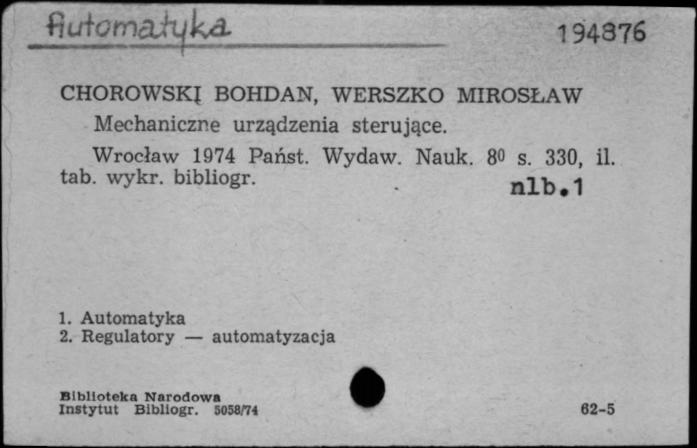 Automatyka
194876
CHOROWSKĮ BOHDAN, WERSZKO MIROSŁAW
Mechaniczne urządzenia sterujące.
Wrocław 1974 Państ. Wydaw. Nauk. 8⁰ s. 330, il.
tab. wykr. bibliogr.
nlb.1
1. Automatyka
2. Regulatory — automatyzacja
Biblioteka Narodowa
Instytut Bibliogr. 5058/74
62-5